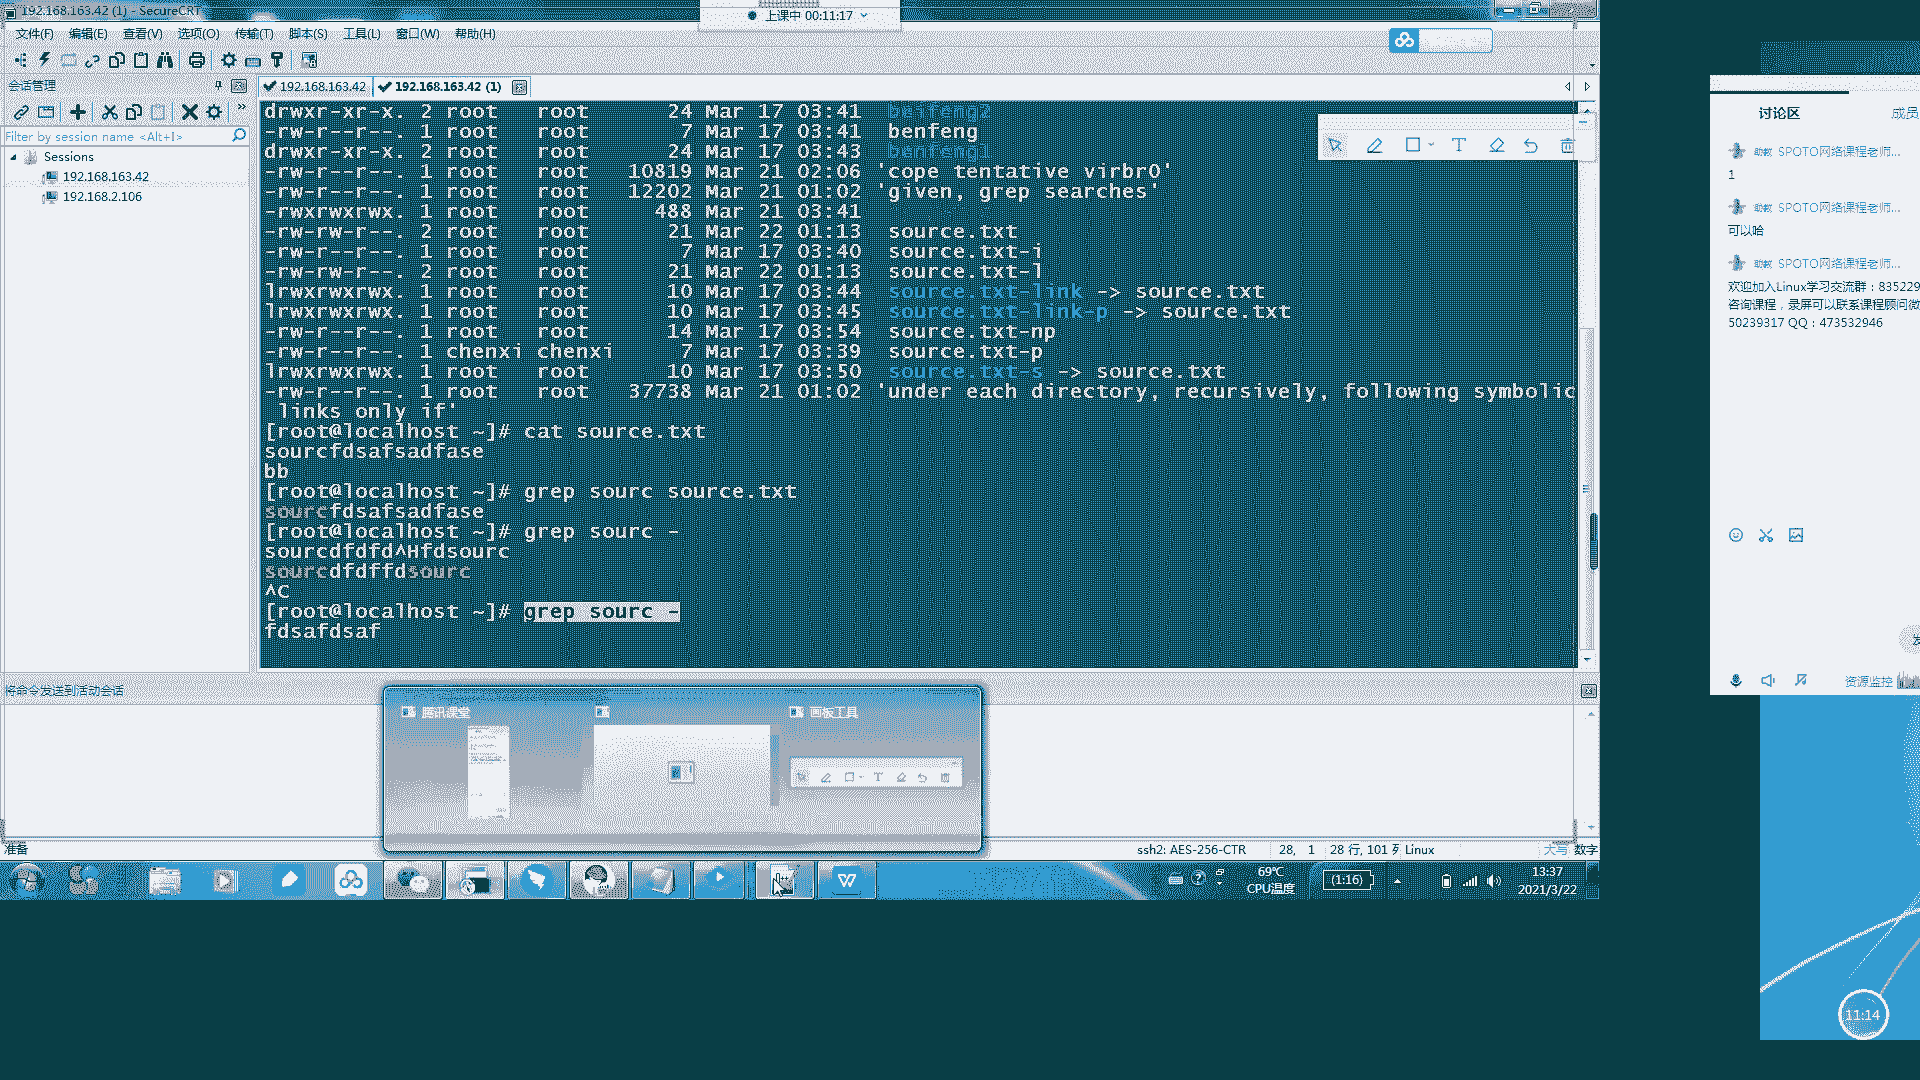 192.168.163.42 (1) - SecureCRT
上课中 00:11:17
文件(F) 编辑(E) 查看(V) 选项(O) 传输(T) 脚本(S) 工具(L) 窗口(W) 帮助(H)
会话管理
192.168.163.42
192.168.163.42 (1)
Filter by session name <Alt+I>
Sessions
192.168.163.42
192.168.2.106
drwxr-xr-x. 2 root root 24 Mar 17 03:41 beifeng2
-rw-r--r--. 1 root root 7 Mar 17 03:41 benfeng
drwxr-xr-x. 2 root root 24 Mar 17 03:43 benfeng1
-rw-r--r--. 1 root root 10819 Mar 21 02:06 'cope tentative virbr0'
-rw-r--r--. 1 root root 12202 Mar 21 01:02 'given, grep searches'
-rwxrwxrwx. 1 root root 488 Mar 21 03:41
-rw-rw-r--. 2 root root 21 Mar 22 01:13 source.txt
-rw-r--r--. 1 root root 7 Mar 17 03:40 source.txt-i
-rw-rw-r--. 2 root root 21 Mar 22 01:13 source.txt-l
lrwxrwxrwx. 1 root root 10 Mar 17 03:44 source.txt-link -> source.txt
lrwxrwxrwx. 1 root root 10 Mar 17 03:45 source.txt-link-p -> source.txt
-rw-r--r--. 1 root root 14 Mar 17 03:54 source.txt-np
-rw-r--r--. 1 chenxi chenxi 7 Mar 17 03:39 source.txt-p
lrwxrwxrwx. 1 root root 10 Mar 17 03:50 source.txt-s -> source.txt
-rw-r--r--. 1 root root 37738 Mar 21 01:02 'under each directory, recursively, following symbolic
links only if'
[root@localhost ~]# cat source.txt
sourcfdsafsadfase
bb
[root@localhost ~]# grep sourc source.txt
sourcfdsafsadfase
[root@localhost ~]# grep sourc -
sourcdfdfd^Hfdsourc
sourcdfdffdsourc
^C
[root@localhost ~]# grep sourc -
fdsafdsaf
将命令发送到活动会话
腾讯课堂
画板工具
准备
ssh2: AES-256-CTR 28, 1 28 行, 101 列 Linux 大写 数字
69℃
CPU温度
(1:16)
13:37
2021/3/22
讨论区
成员
助教 SPOTO网络课程老师...
1
助教 SPOTO网络课程老师...
可以哈
助教 SPOTO网络课程老师...
欢迎加入Linux学习交流群：835229
咨询课程，录屏可以联系课程顾问微
50239317 QQ：473532946
资源监控
11:14